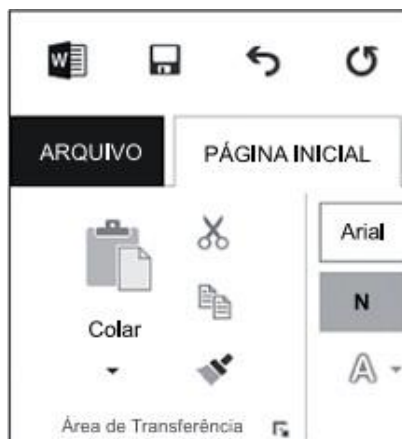 W
ARQUIVO PÁGINA INICIAL
Arial
N
Colar
A
Área de Transferência